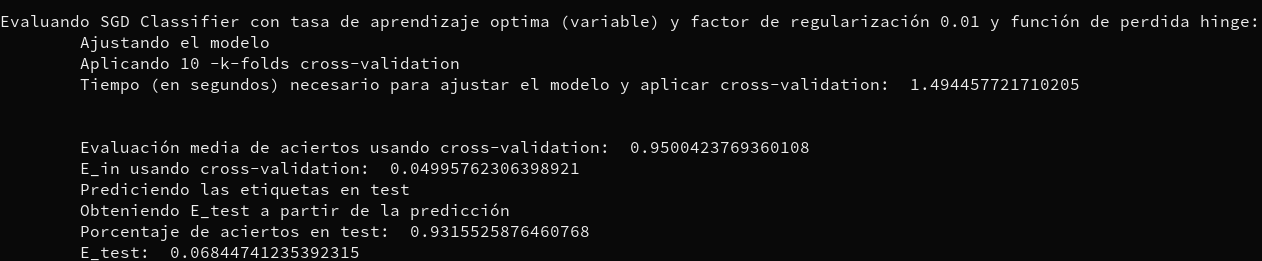 Evaluando SGD Classifier con tasa de aprendizaje optima (variable) y factor de regularización 0.01 y función de perdida hinge:
Ajustando el modelo
Aplicando 10 -k-folds cross-validation
Tiempo (en segundos) necesario para ajustar el modelo y aplicar cross-validation:  1.494457721710205
Evaluación media de aciertos usando cross-validation:  0.9500423769360108
E_in usando cross-validation:  0.04995762306398921
Prediciendo las etiquetas en test
Obteniendo E_test a partir de la predicción
Porcentaje de aciertos en test:  0.9315525876460768
E_test:  0.06844741235392315